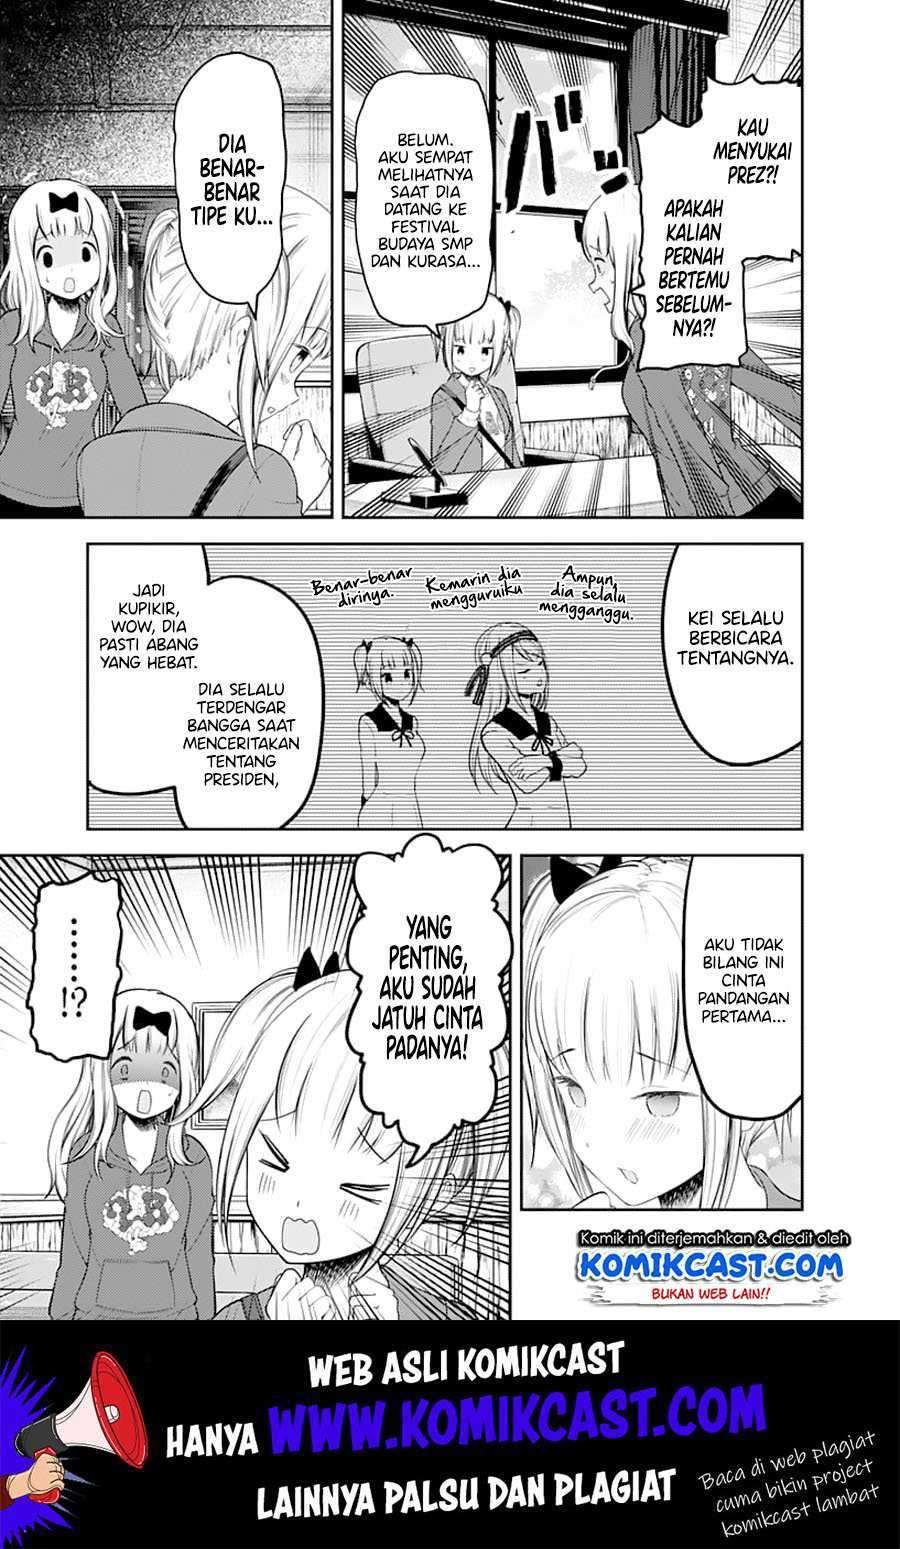 KAU
MENYUKAI
PREZ?!
APAKAH
KALIAN
PERNAH
BERTEMU
SEBELUM-
NYA?!
BELUM.
AKU SEMPAT
MELIHATNYA
SAAT DIA
DATANG KE
FESTIVAL
BUDAYA SMP
DAN KURASA...
DIA
BENAR-
BENAR
TIPE KU...
KEI SELALU
BERBICARA
TENTANGNYA.
Ampun,
dia selalu
mengganggu.
Kemarin dia
mengguruiku
Benar-benar
dirinya.
JADI
KUPIKIR,
WOW, DIA
PASTI ABANG
YANG HEBAT.
DIA SELALU
TERDENGAR
BANGGA SAAT
MENCERITAKAN
TENTANG
PRESIDEN,
AKU TIDAK
BILANG INI
CINTA
PANDANGAN
PERTAMA...
YANG
PENTING,
AKU SUDAH
JATUH CINTA
PADANYA!
......!?
Komik ini diterjemahkan & diedit oleh
KOMIKCAST.COM
BUKAN WEB LAIN!!
WEB ASLI KOMIKCAST
HANYA WWW.KOMIKCAST.COM
LAINNYA PALSU DAN PLAGIAT
Baca di web plagiat
cuma bikin project
komikcast lambat